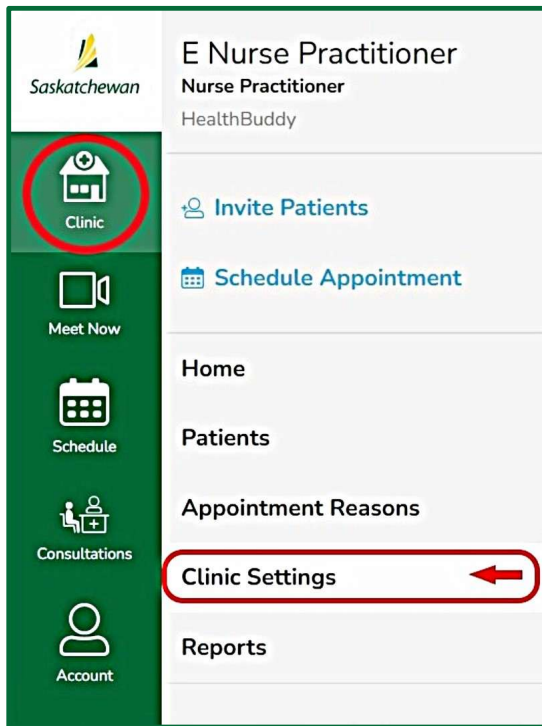 Saskatchewan
Clinic
Meet Now
Schedule
Consultations
Account
E Nurse Practitioner
Nurse Practitioner
HealthBuddy
Invite Patients
Schedule Appointment
Home
Patients
Appointment Reasons
Clinic Settings
Reports